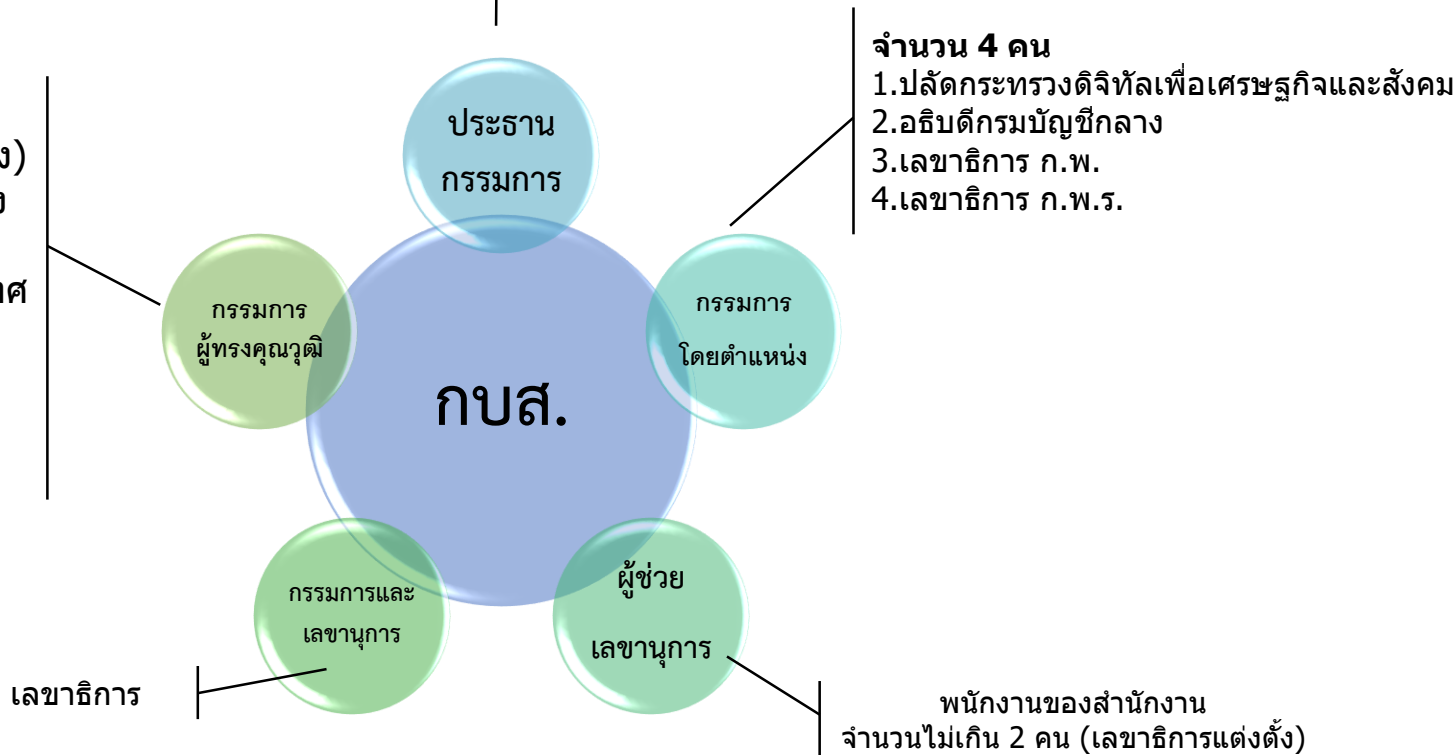 จำนวน 4 คน
1.ปลัดกระทรวงดิจิทัลเพื่อเศรษฐกิจและสังคม
2.อธิบดีกรมบัญชีกลาง
3.เลขาธิการ ก.พ.
4.เลขาธิการ ก.พ.ร.
ประธาน
กรรมการ
กรรมการ
ผู้ทรงคุณวุฒิ
กรรมการ
โดยตำแหน่ง
กบส.
กรรมการและ
เลขานุการ
ผู้ช่วย
เลขานุการ
เลขาธิการ
พนักงานของสำนักงาน
จำนวนไม่เกิน 2 คน (เลขาธิการแต่งตั้ง)